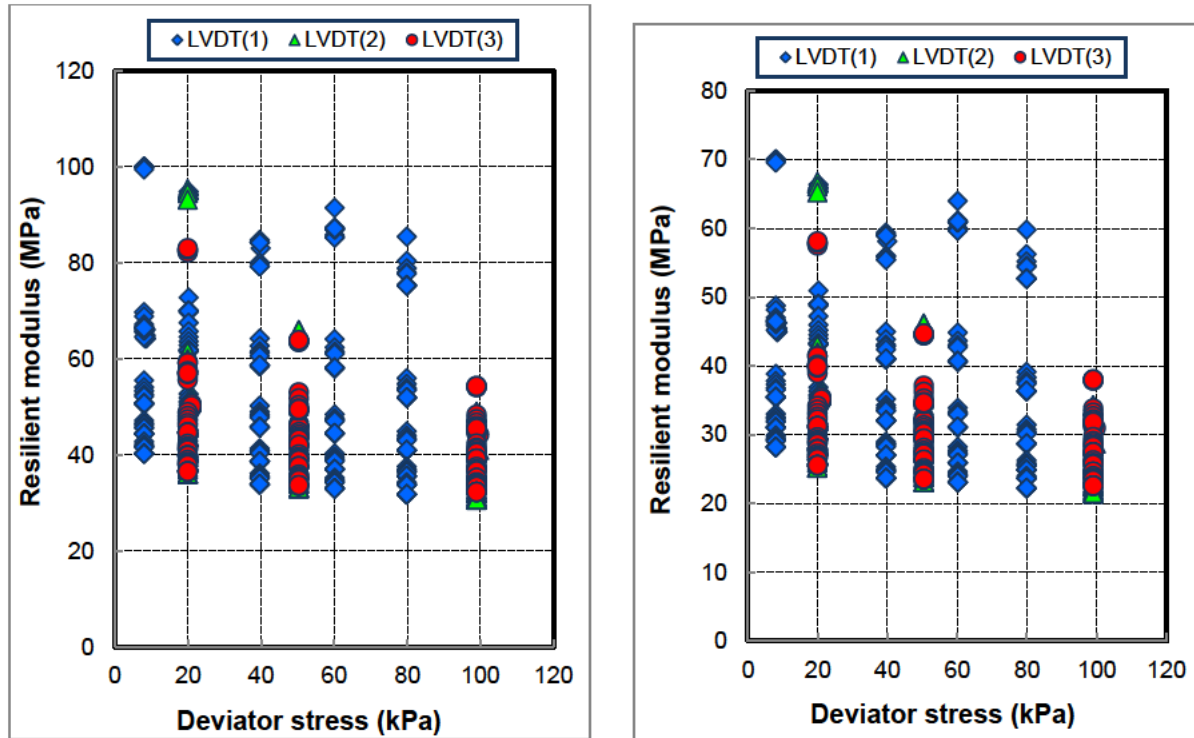 LVDT(1) LVDT(2) LVDT(3)
120
100
80
60
40
20
0
Resilient modulus (MPa)
0 20 40 60 80 100 120
Deviator stress (kPa)
LVDT(1) LVDT(2) LVDT(3)
80
70
60
50
40
30
20
10
0
Resilient modulus (MPa)
0 20 40 60 80 100 120
Deviator stress (kPa)